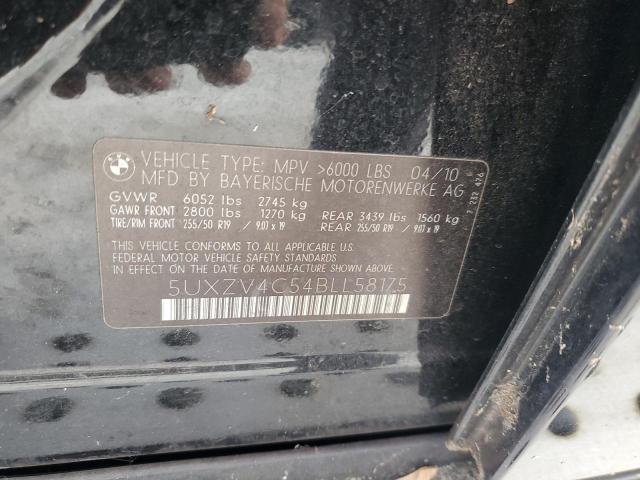 BMW
VEHICLE TYPE: MPV >6000 LBS 04/10
MFD BY BAYERISCHE MOTORENWERKE AG
GVWR 6052 lbs 2745 kg
GAWR FRONT 2800 lbs 1270 kg REAR 3439 lbs 1560 kg
TIRE/RIM FRONT 255/50 R19 / 9.0J x 19 REAR 255/50 R19 / 9.0J x 19
THIS VEHICLE CONFORMS TO ALL APPLICABLE
FEDERAL MOTOR VEHICLE SAFETY STANDARDS
IN EFFECT ON THE DATE OF MANUFACTURE SHOWN ABOVE.
5UXZV4C54BLL58175